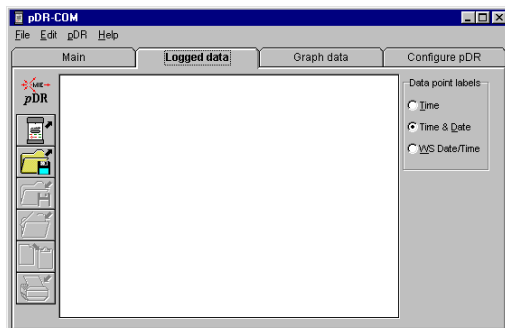 pDR-COM
File Edit pDR Help
Main Logged data Graph data Configure pDR
MIE
pDR
Data point labels
Time
Time & Date
WS Date/Time